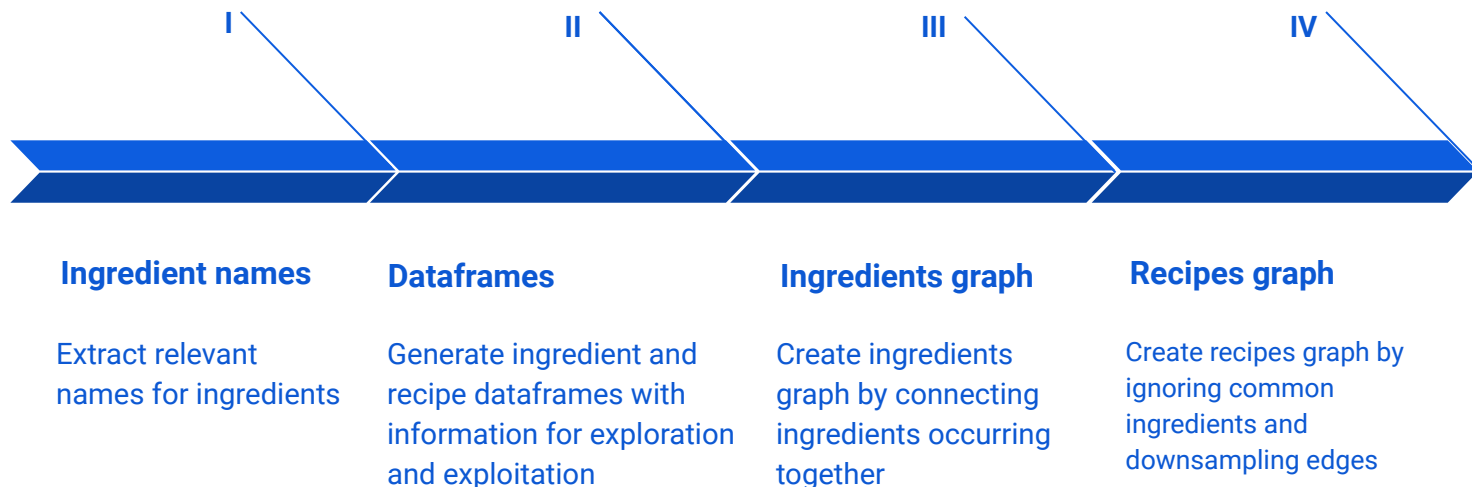 I
II
III
IV
Ingredient names
Dataframes
Ingredients graph
Recipes graph
Extract relevant
names for ingredients
Generate ingredient and
recipe dataframes with
information for exploration
and exploitation
Create ingredients
graph by connecting
ingredients occurring
together
Create recipes graph by
ignoring common
ingredients and
downsampling edges